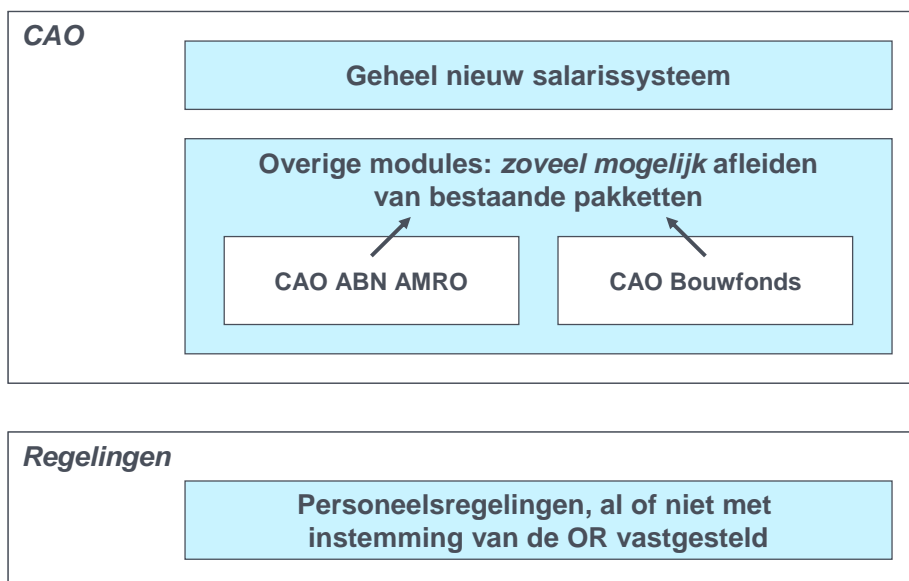 CAO
Geheel nieuw salarissysteem
Overige modules: zoveel mogelijk afleiden
van bestaande pakketten
CAO ABN AMRO
CAO Bouwfonds
Regelingen
Personeelsregelingen, al of niet met
instemming van de OR vastgesteld